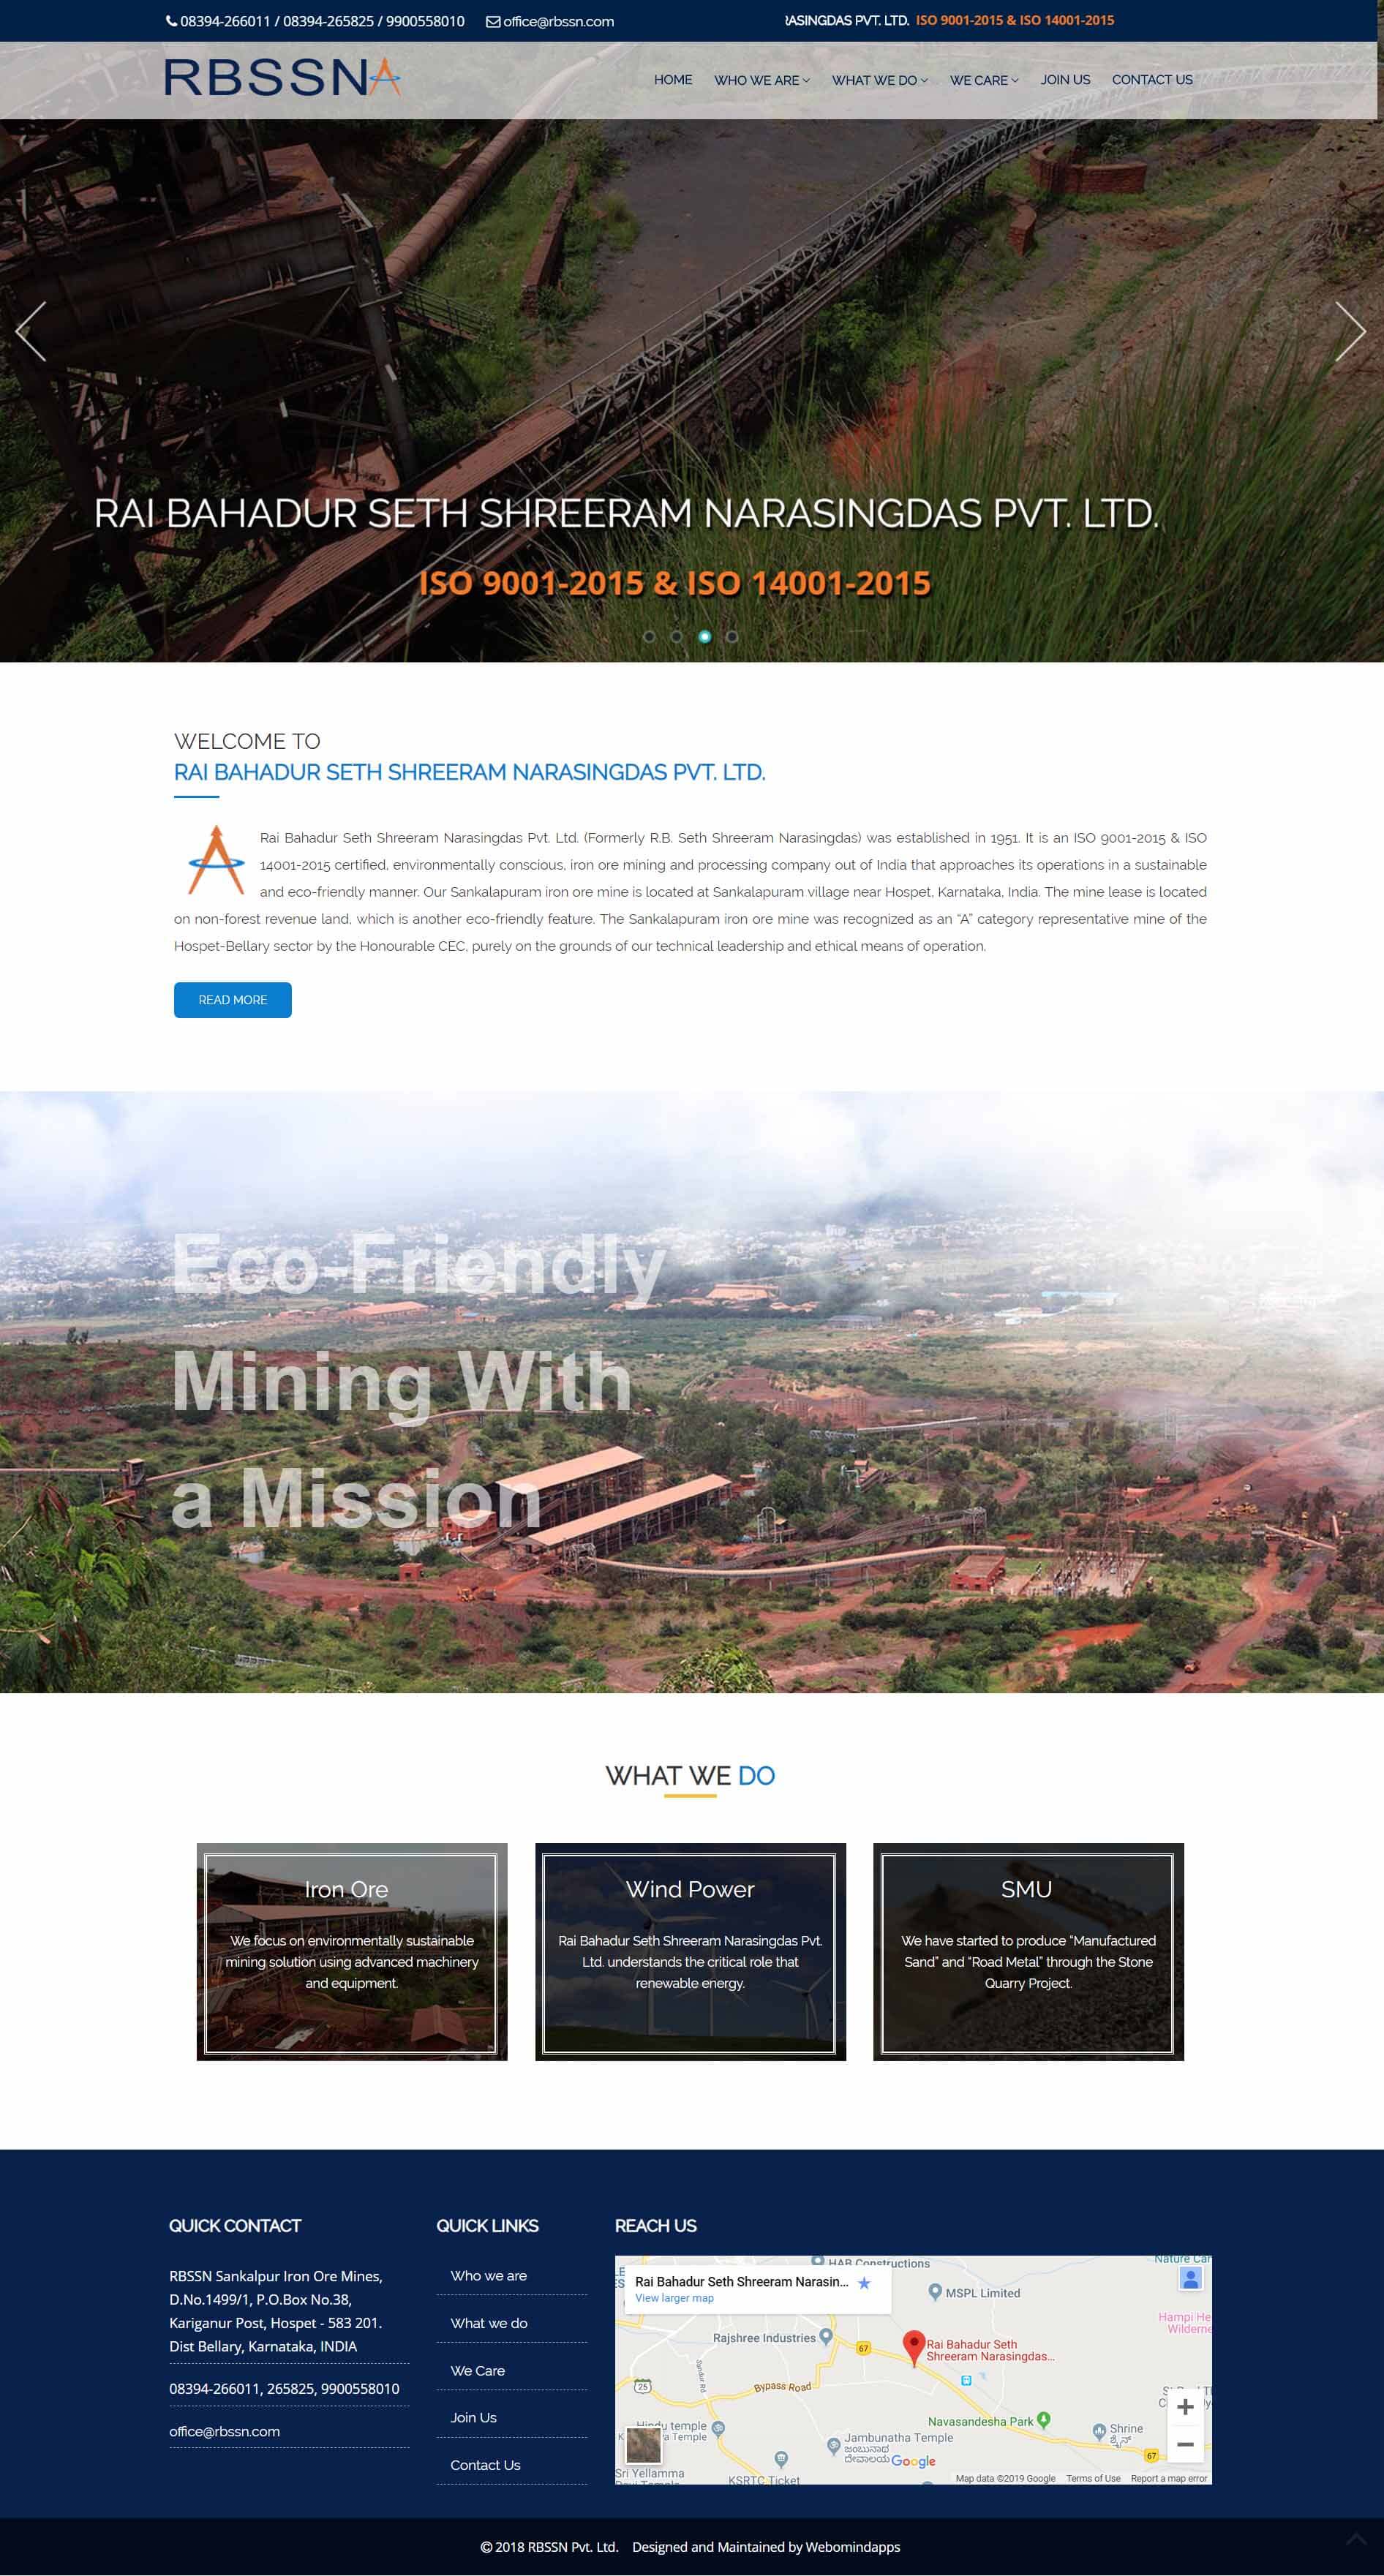 08394-266011 / 08394-265825 / 9900558010 office@rbssn.com
RASINGDAS PVT. LTD. ISO 9001-2015 & ISO 14001-2015
RBSSN
HOME WHO WE ARE WHAT WE DO WE CARE JOIN US CONTACT US
RAI BAHADUR SETH SHREERAM NARASINGDAS PVT. LTD.
ISO 9001-2015 & ISO 14001-2015
WELCOME TO
RAI BAHADUR SETH SHREERAM NARASINGDAS PVT. LTD.
Rai Bahadur Seth Shreeram Narasingdas Pvt. Ltd. (Formerly R.B. Seth Shreeram Narasingdas) was established in 1951. It is an ISO 9001-2015 & ISO
14001-2015 certified, environmentally conscious, iron ore mining and processing company out of India that approaches its operations in a sustainable
and eco-friendly manner. Our Sankalapuram iron ore mine is located at Sankalapuram village near Hospet, Karnataka, India. The mine lease is located
on non-forest revenue land, which is another eco-friendly feature. The Sankalapuram iron ore mine was recognized as an “A” category representative mine of the
Hospet-Bellary sector by the Honourable CEC, purely on the grounds of our technical leadership and ethical means of operation.
READ MORE
Eco-Friendly
Mining With
a Mission
WHAT WE DO
Iron Ore
We focus on environmentally sustainable
mining solution using advanced machinery
and equipment.
Wind Power
Rai Bahadur Seth Shreeram Narasingdas Pvt.
Ltd. understands the critical role that
renewable energy.
SMU
We have started to produce “Manufactured
Sand” and “Road Metal” through the Stone
Quarry Project.
QUICK CONTACT
RBSSN Sankalpur Iron Ore Mines,
D.No.1499/1, P.O.Box No.38,
Kariganur Post, Hospet - 583 201.
Dist Bellary, Karnataka, INDIA
08394-266011, 265825, 9900558010
office@rbssn.com
QUICK LINKS
Who we are
What we do
We Care
Join Us
Contact Us
REACH US
HAB Constructions
Nature Car
Rai Bahadur Seth Shreeram Narasin...
View larger map
MSPL Limited
Hampi He
Wilderne
Rajshree Industries
67
Rai Bahadur Seth
Shreeram Narasingdas...
25
Sandur Rd
Bypass Road
Navasandesha Park
Hindu temple
Temple
Jambunatha Temple
ಜಂಬುನಾಥ
ದೇವಾಲಯ
Shrine
ಶ್ರೈನ್
67
Google
Sri Yellamma
Devi Temple
KSRTC Ticket
Map data ©2019 Google Terms of Use Report a map error
© 2018 RBSSN Pvt. Ltd. Designed and Maintained by Webomindapps